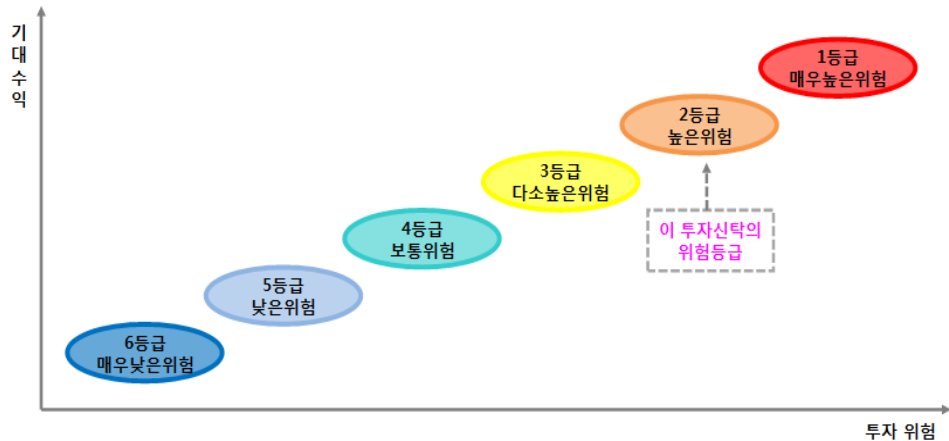 기대수익
1등급
매우높은위험
2등급
높은위험
3등급
다소높은위험
이 투자신탁의
위험등급
4등급
보통위험
5등급
낮은위험
6등급
매우낮은위험
투자 위험